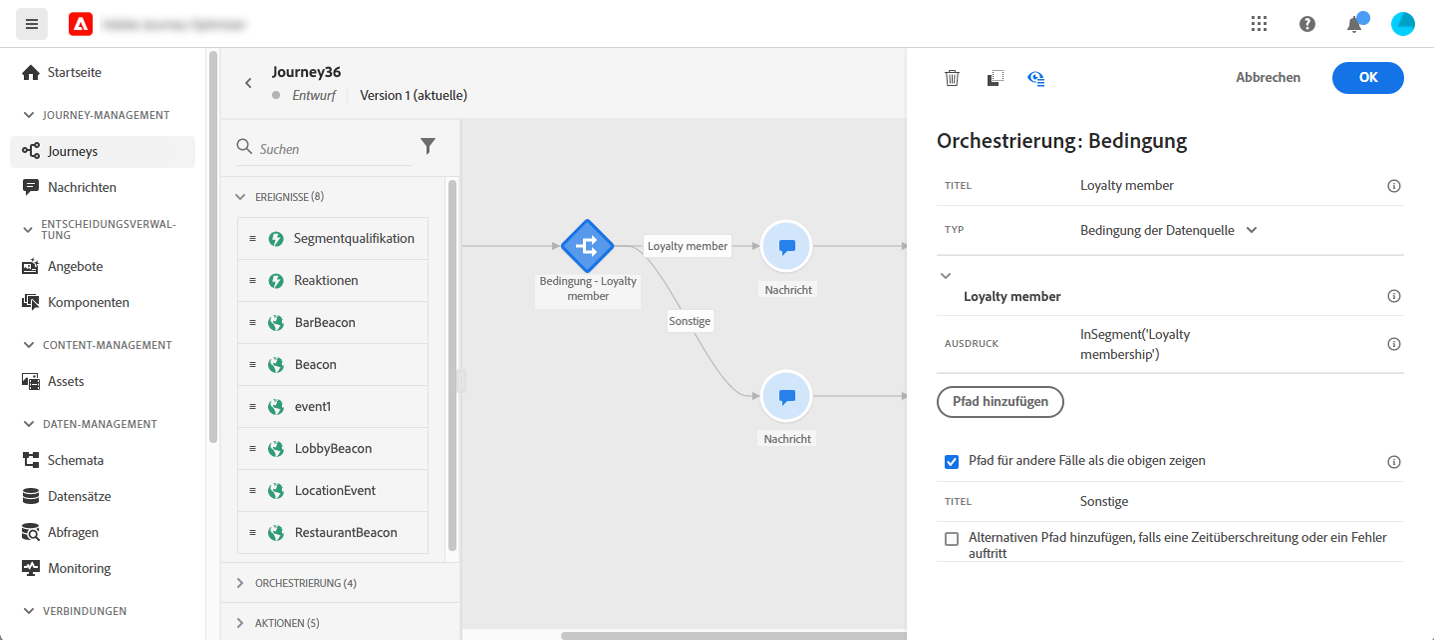 Startseite
JOURNEY-MANAGEMENT
Journeys
Nachrichten
ENTSCHEIDUNGSVERWAL-
TUNG
Angebote
Komponenten
CONTENT-MANAGEMENT
Assets
DATEN-MANAGEMENT
Schemata
Datensätze
Abfragen
Monitoring
VERBINDUNGEN
Journey36
Entwurf
Version 1 (aktuelle)
Suchen
EREIGNISSE (8)
Segmentqualifikation
Reaktionen
BarBeacon
Beacon
event1
LobbyBeacon
LocationEvent
RestaurantBeacon
ORCHESTRIERUNG (4)
AKTIONEN (5)
Bedingung - Loyalty
member
Loyalty member
Nachricht
Sonstige
Nachricht
Abbrechen
OK
Orchestrierung: Bedingung
TITEL
Loyalty member
TYP
Bedingung der Datenquelle
Loyalty member
AUSDRUCK
InSegment('Loyalty
membership')
Pfad hinzufügen
Pfad für andere Fälle als die obigen zeigen
TITEL
Sonstige
Alternativen Pfad hinzufügen, falls eine Zeitüberschreitung oder ein Fehler
auftritt